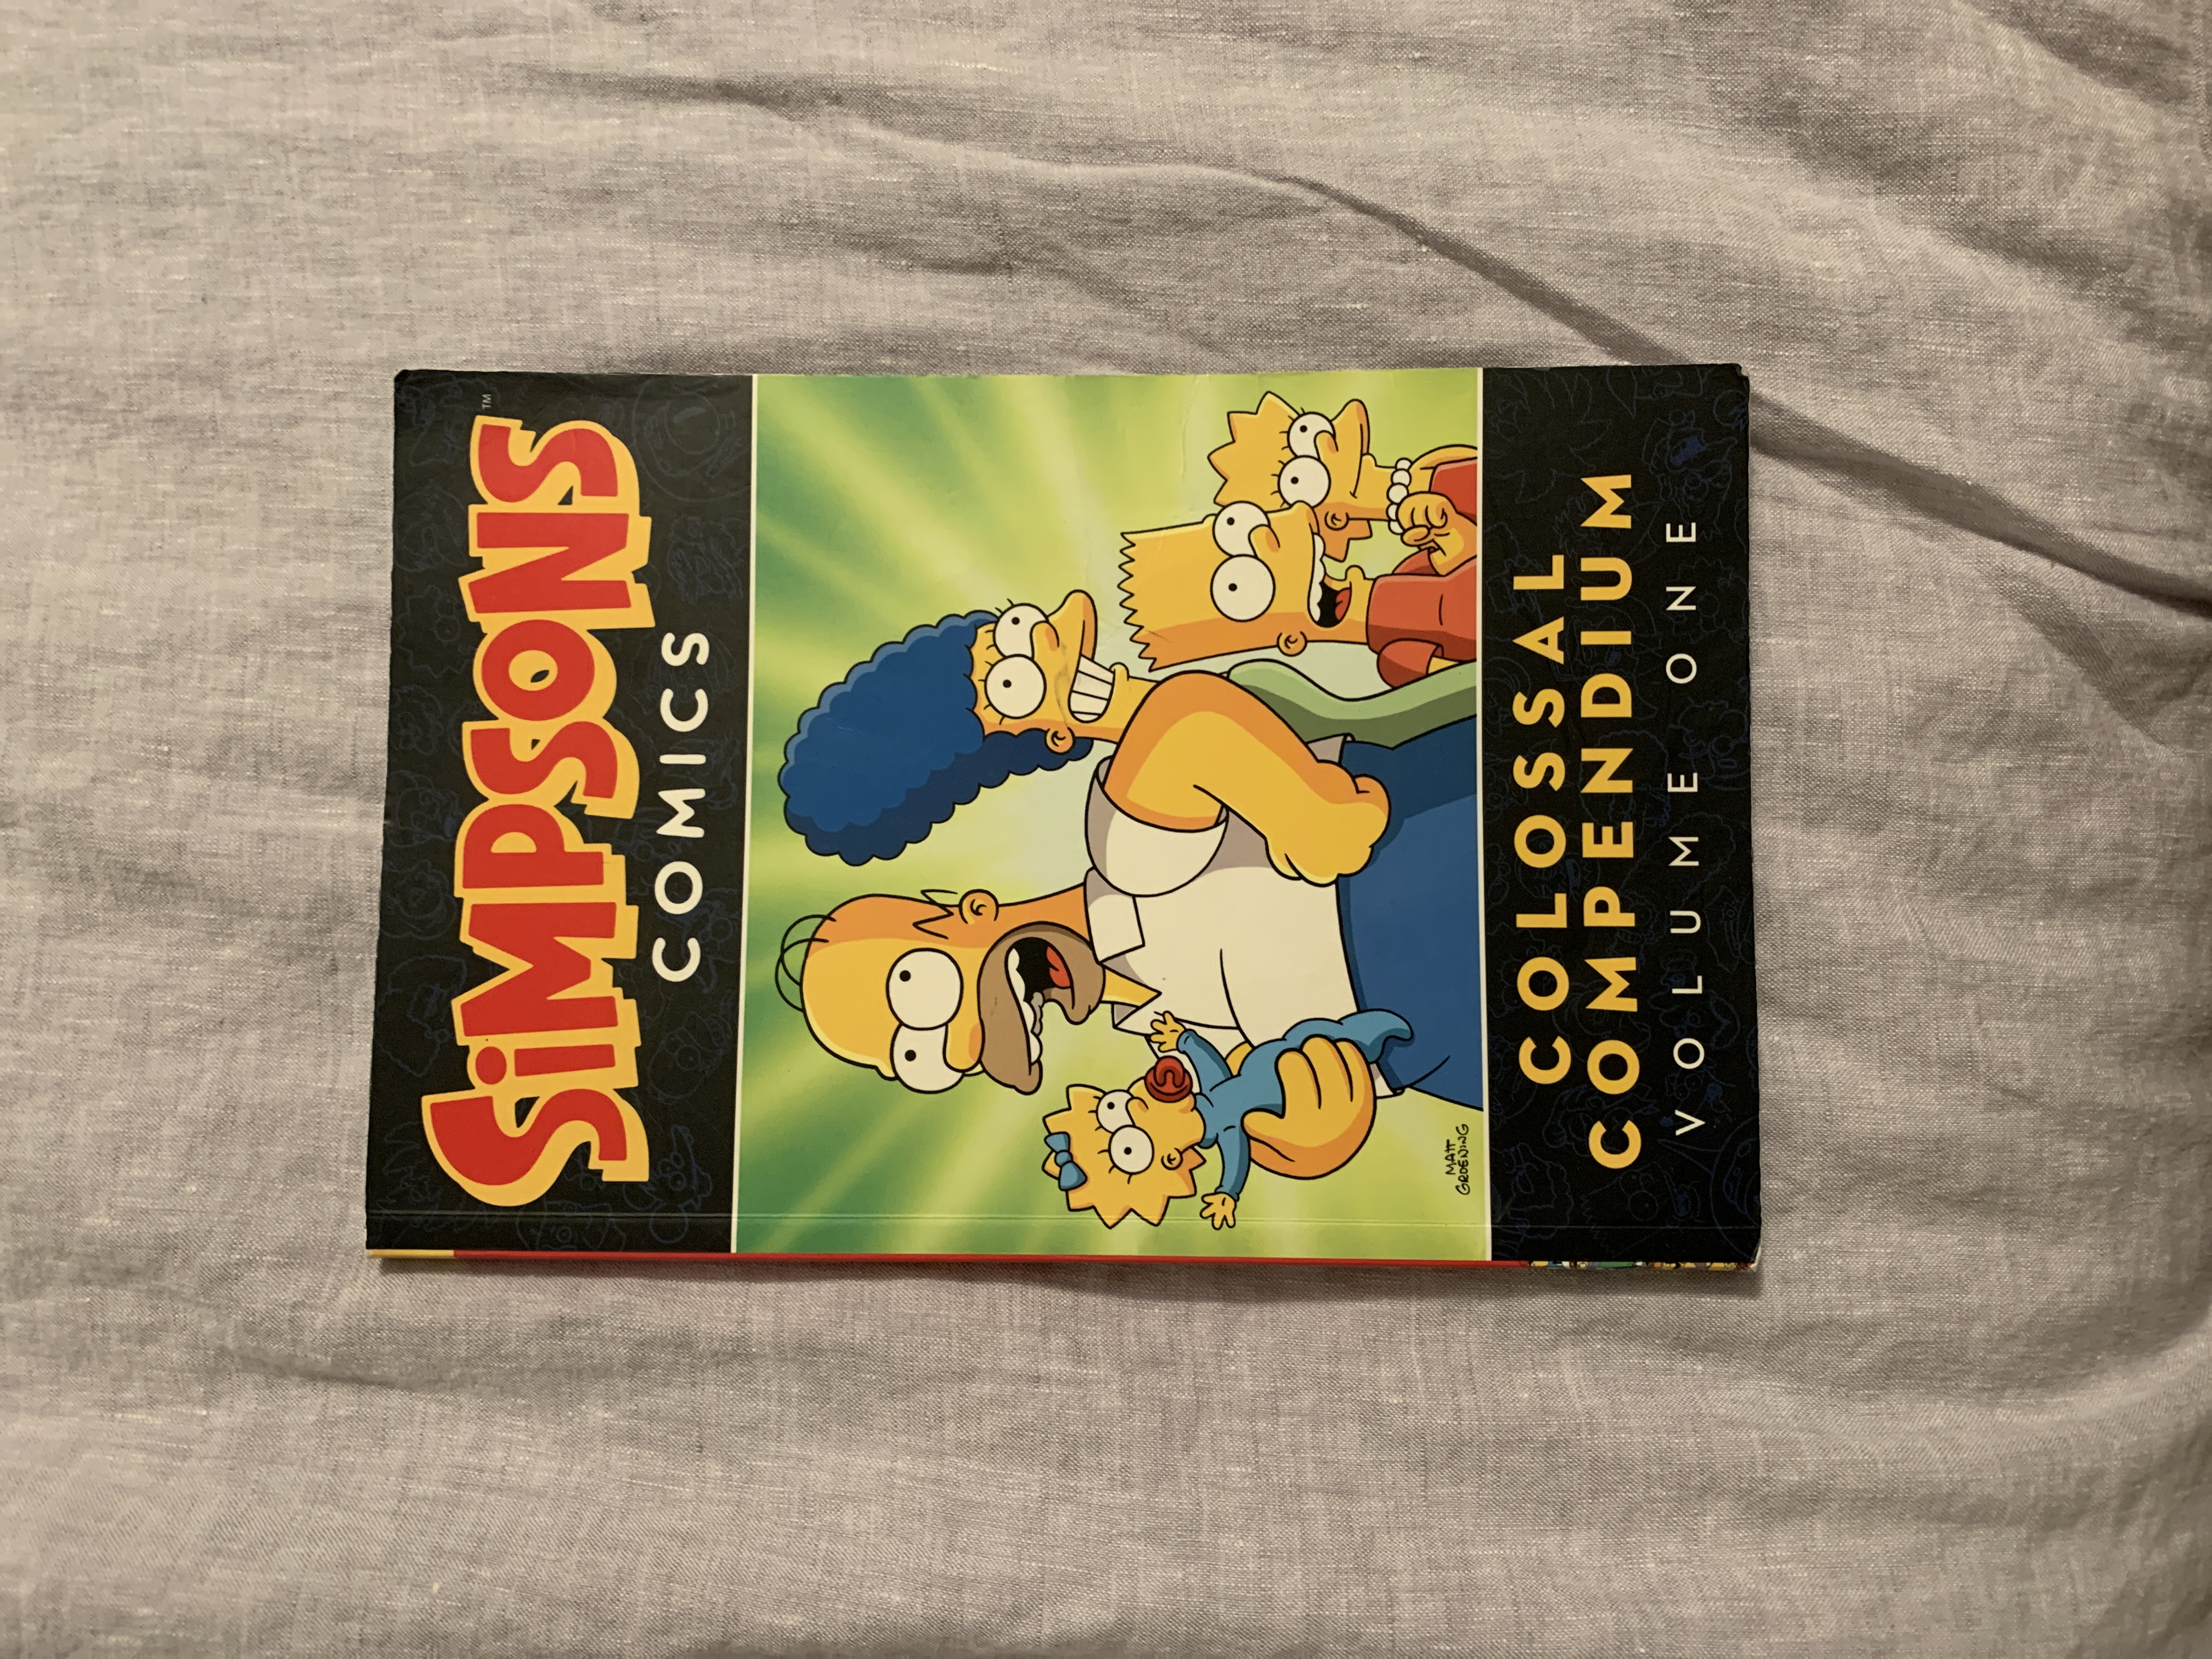 SiMPSONS™
COMICS
MATT
GROENING
COLOSSAL
COMPENDIUM
VOLUME ONE